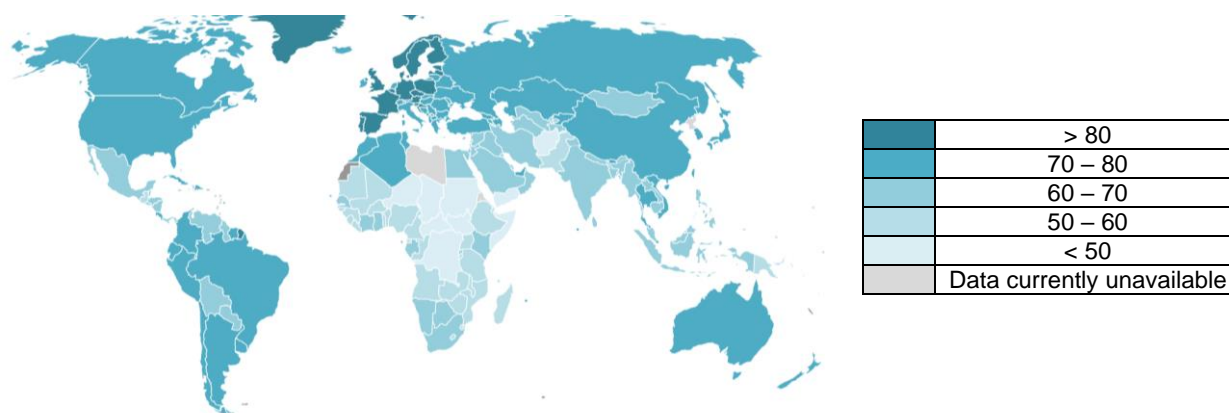 > 80
70 – 80
60 – 70
50 – 60
< 50
Data currently unavailable